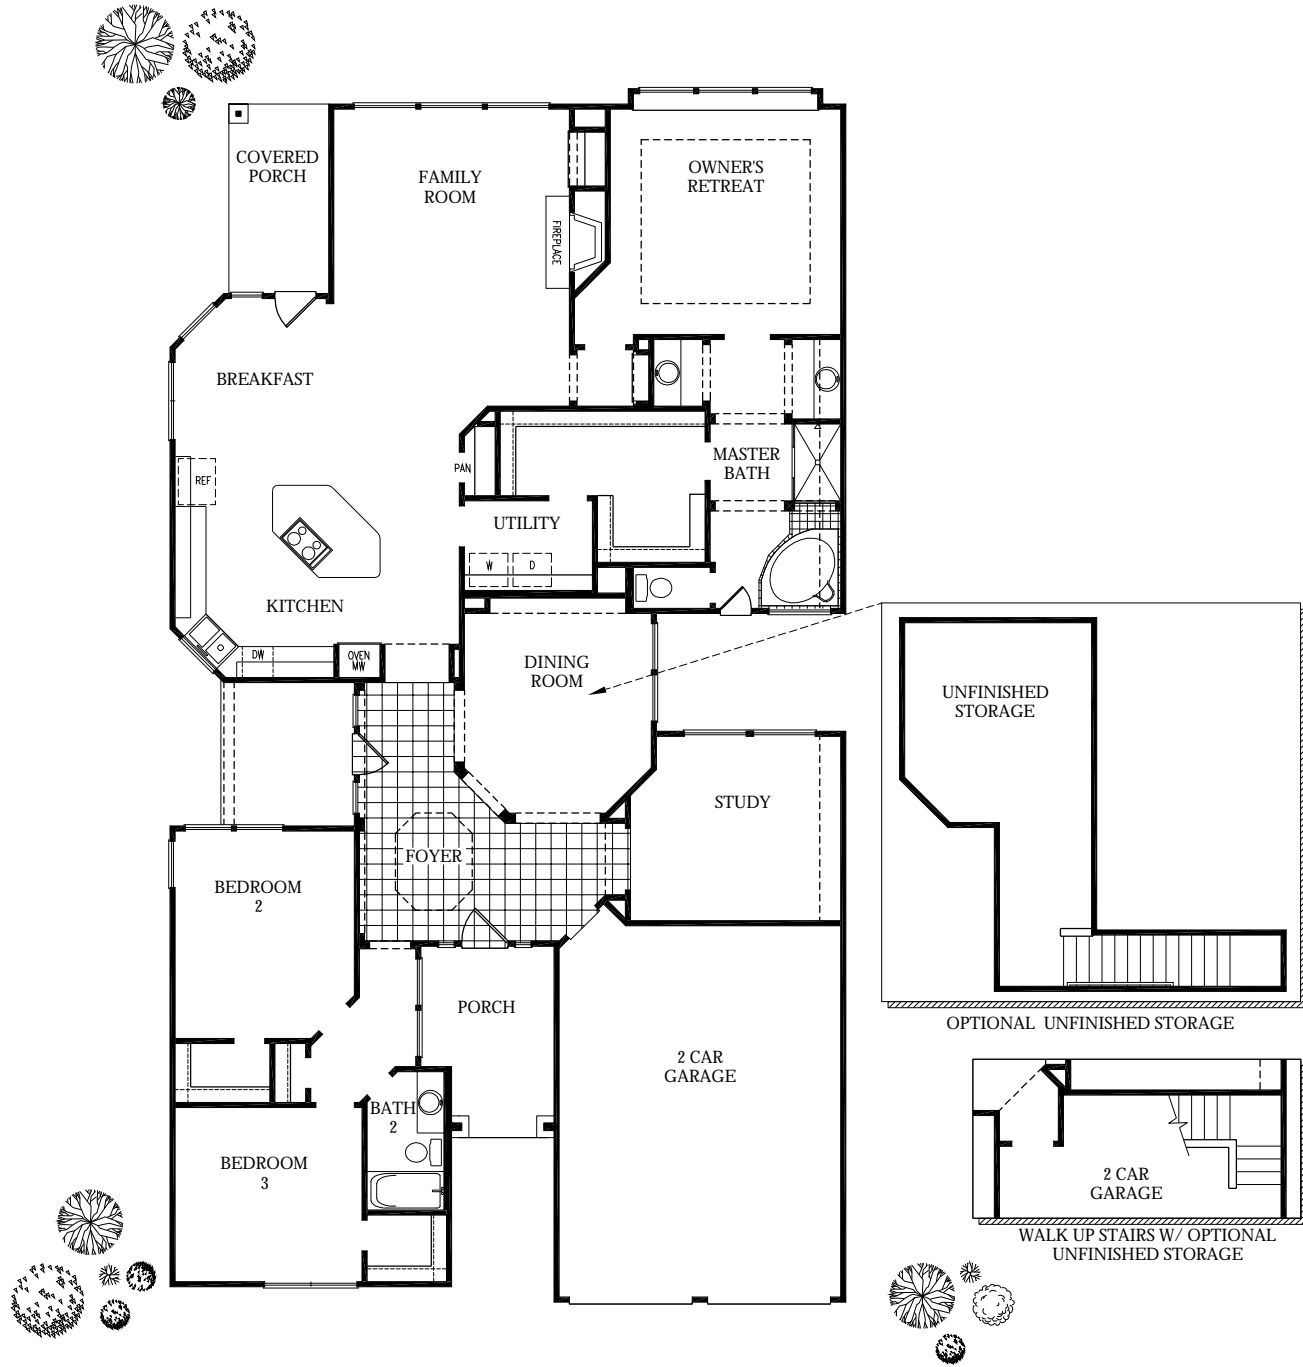 COVERED
PORCH
FAMILY
ROOM
OWNER'S
RETREAT
FIREPLACE
BREAKFAST
REF
PAN
MASTER
BATH
UTILITY
W
D
KITCHEN
DW
OVEN
MW
DINING
ROOM
UNFINISHED
STORAGE
STUDY
FOYER
BEDROOM
2
PORCH
OPTIONAL UNFINISHED STORAGE
2 CAR
GARAGE
BATH
2
BEDROOM
3
2 CAR
GARAGE
WALK UP STAIRS W/ OPTIONAL
UNFINISHED STORAGE